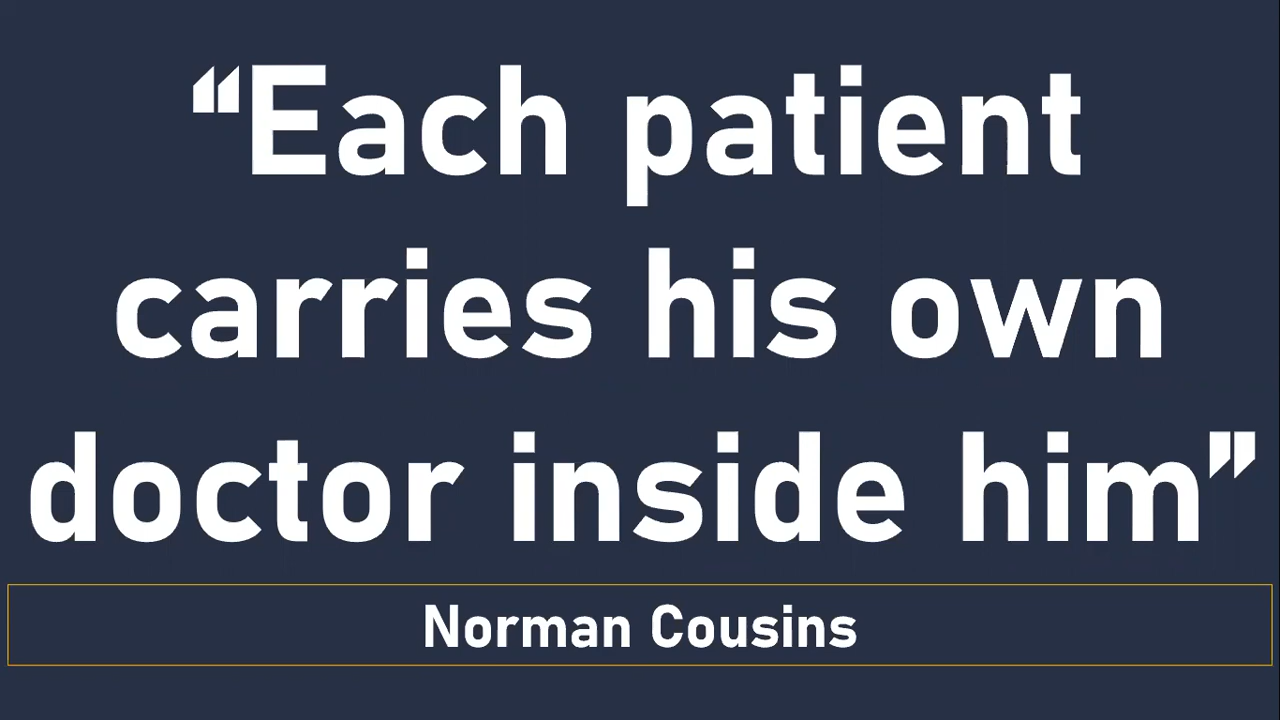 “Each patient
carries his own
doctor inside him”
Norman Cousins